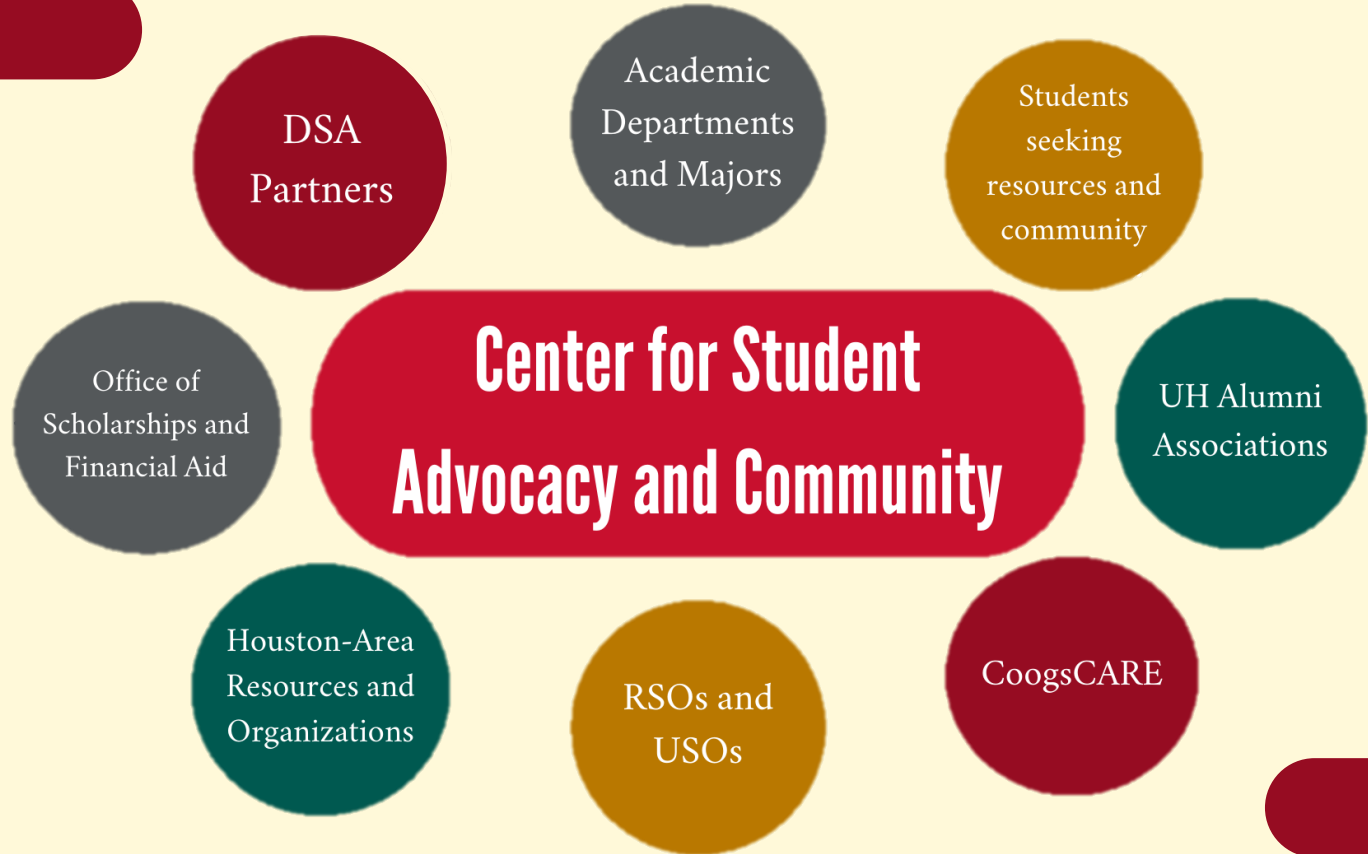 DSA
Partners
Academic
Departments
and Majors
Students
seeking
resources and
community
Office of
Scholarships and
Financial Aid
Center for Student
Advocacy and Community
UH Alumni
Associations
Houston-Area
Resources and
Organizations
RSOs and
USOs
CoogsCARE